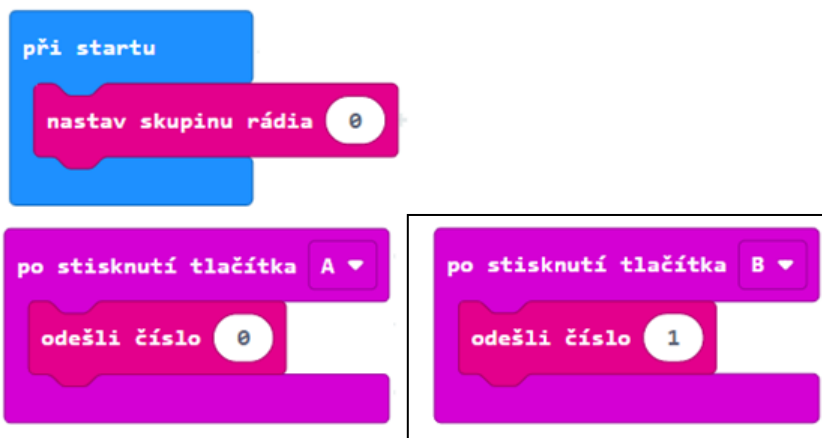 při startu
nastav skupinu rádia 0
po stisknutí tlačítka A
odešli číslo 0
po stisknutí tlačítka B
odešli číslo 1